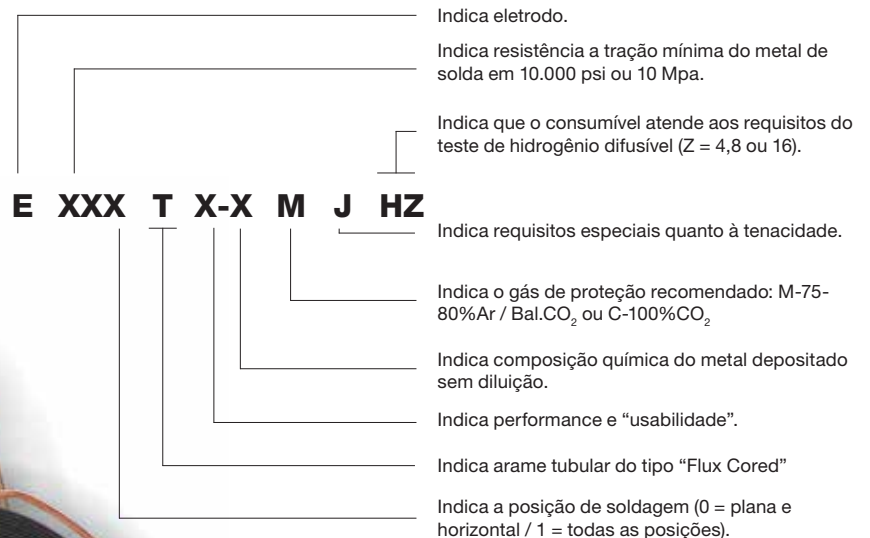 Indica eletrodo.
Indica resistência a tração mínima do metal de
solda em 10.000 psi ou 10 Mpa.
Indica que o consumível atende aos requisitos do
teste de hidrogênio difusível (Z = 4,8 ou 16).
E XXX T X-X M J HZ
Indica requisitos especiais quanto à tenacidade.
Indica o gás de proteção recomendado: M-75-
80%Ar / Bal.CO₂ ou C-100%CO₂
Indica composição química do metal depositado
sem diluição.
Indica performance e “usabilidade”.
Indica arame tubular do tipo “Flux Cored”
Indica a posição de soldagem (0 = plana e
horizontal / 1 = todas as posições).